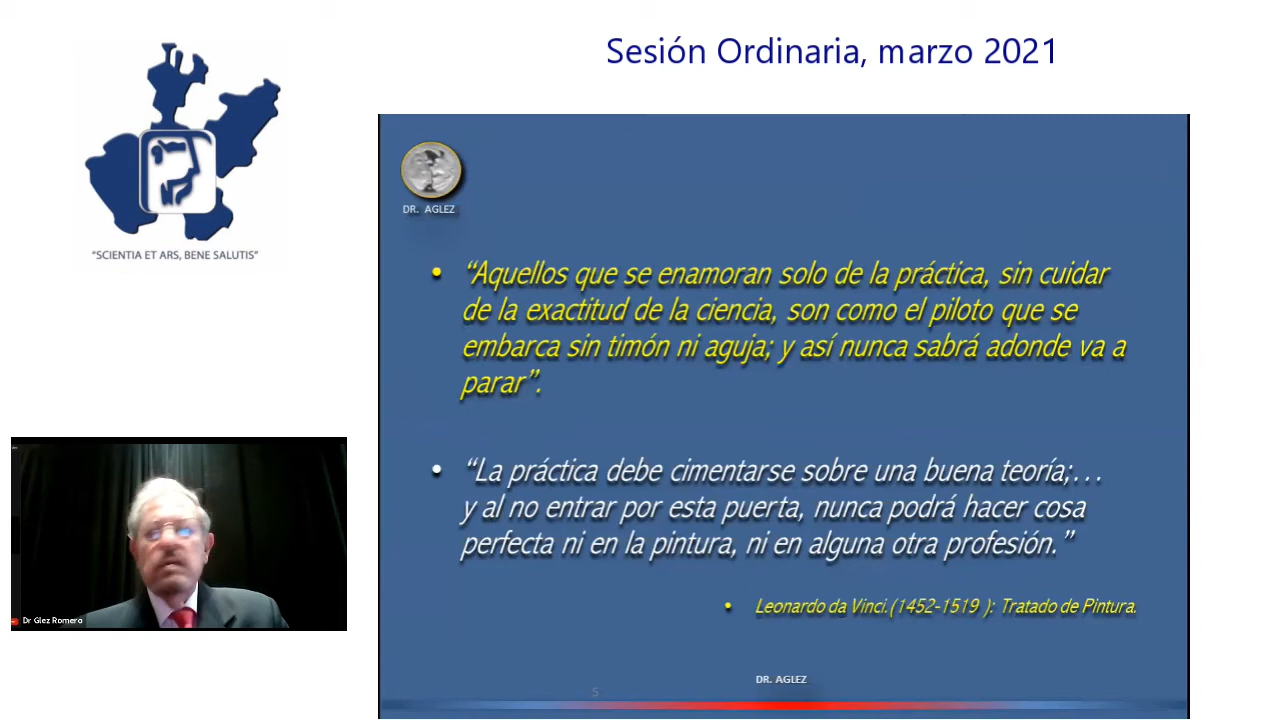 Sesión Ordinaria, marzo 2021
"SCIENTIA ET ARS, BENE SALUTIS"
DR. AGLEZ
• “Aquellos que se enamoran solo de la práctica, sin cuidar
de la exactitud de la ciencia, son como el piloto que se
embarca sin timón ni aguja; y así nunca sabrá adonde va a
parar”.
• “La práctica debe cimentarse sobre una buena teoría;...
y al no entrar por esta puerta, nunca podrá hacer cosa
perfecta ni en la pintura, ni en alguna otra profesión.”
• Leonardo da Vinci.(1452-1519 ): Tratado de Pintura.
DR. AGLEZ
5
Dr Glez Romero